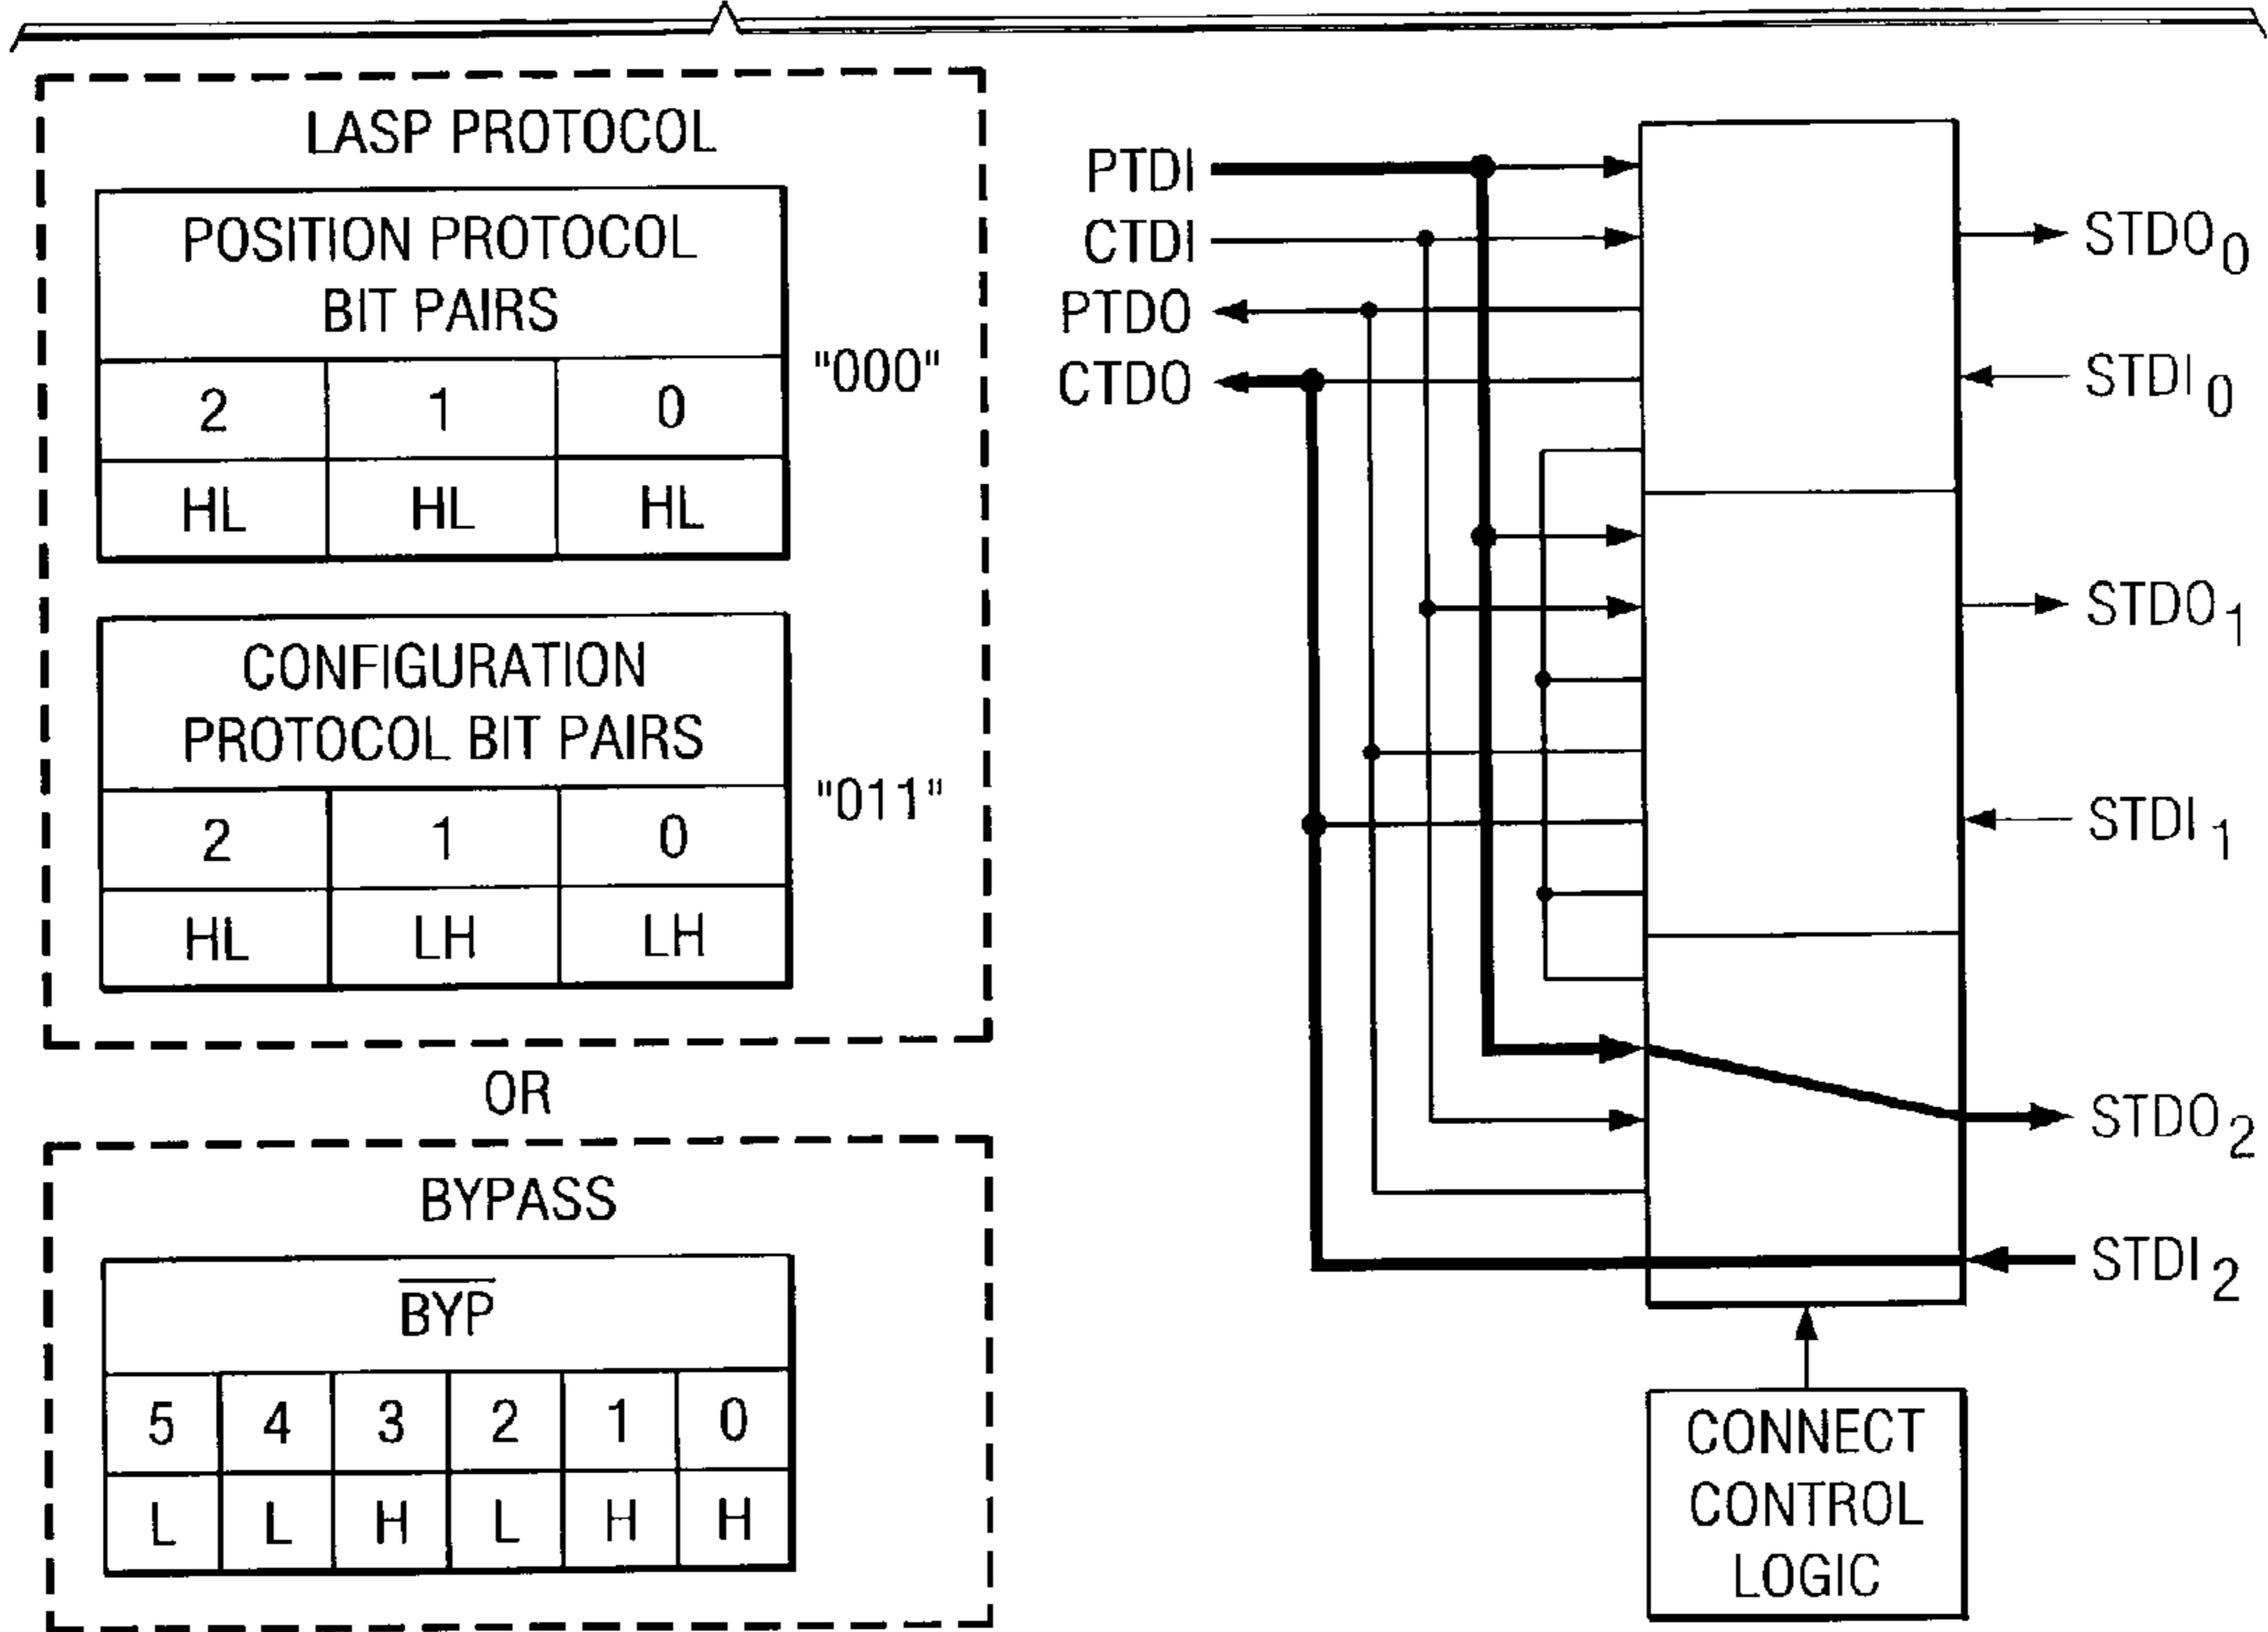 LASP PROTOCOL
POSITION PROTOCOL
BIT PAIRS
2 1 0
HL HL HL
"000"
CONFIGURATION
PROTOCOL BIT PAIRS
2 1 0
HL LH LH
"011"
OR
BYPASS
BYP
5 4 3 2 1 0
L L H L H H
PTDI
CTDI
PTDO
CTDO
STDO0
STDI0
STDO1
STDI1
STDO2
STDI2
CONNECT
CONTROL
LOGIC